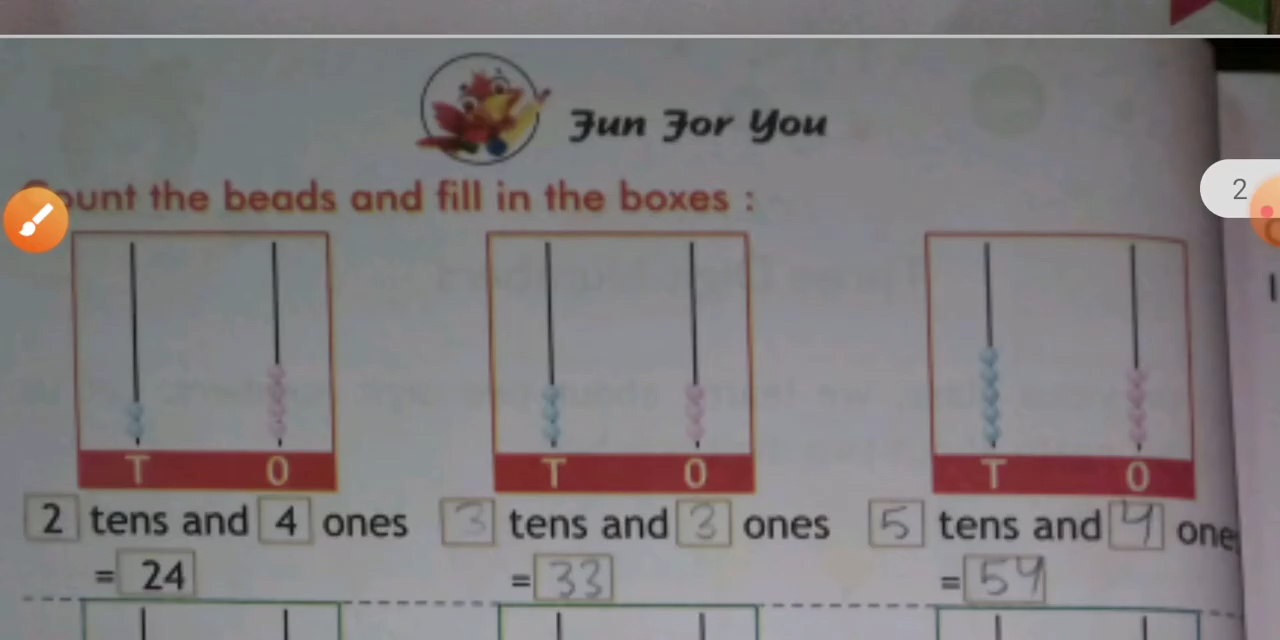 Fun For You
Count the beads and fill in the boxes :
2
T O
T O
T O
2 tens and 4 ones
= 24
3 tens and 3 ones
= 33
5 tens and 4 one
= 54